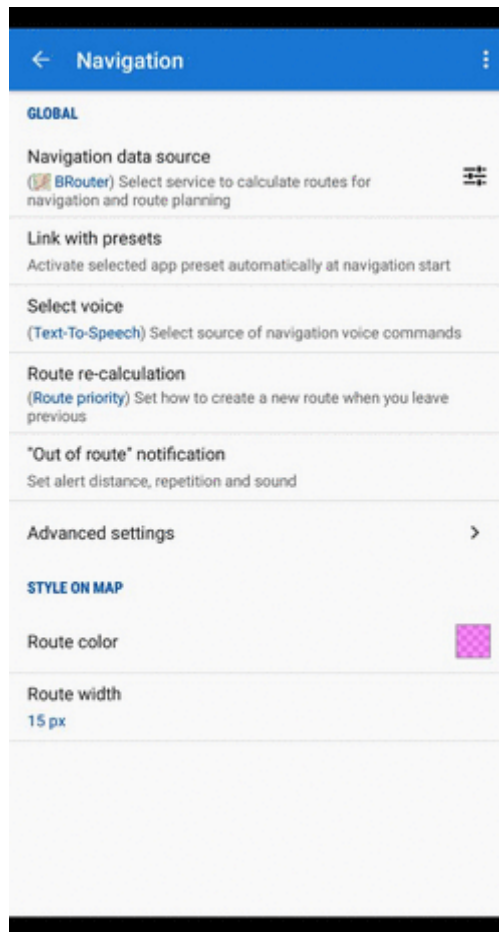 Navigation
GLOBAL
Navigation data source
(BRouter) Select service to calculate routes for
navigation and route planning
Link with presets
Activate selected app preset automatically at navigation start
Select voice
(Text-To-Speech) Select source of navigation voice commands
Route re-calculation
(Route priority) Set how to create a new route when you leave
previous
"Out of route" notification
Set alert distance, repetition and sound
Advanced settings
STYLE ON MAP
Route color
Route width
15 px